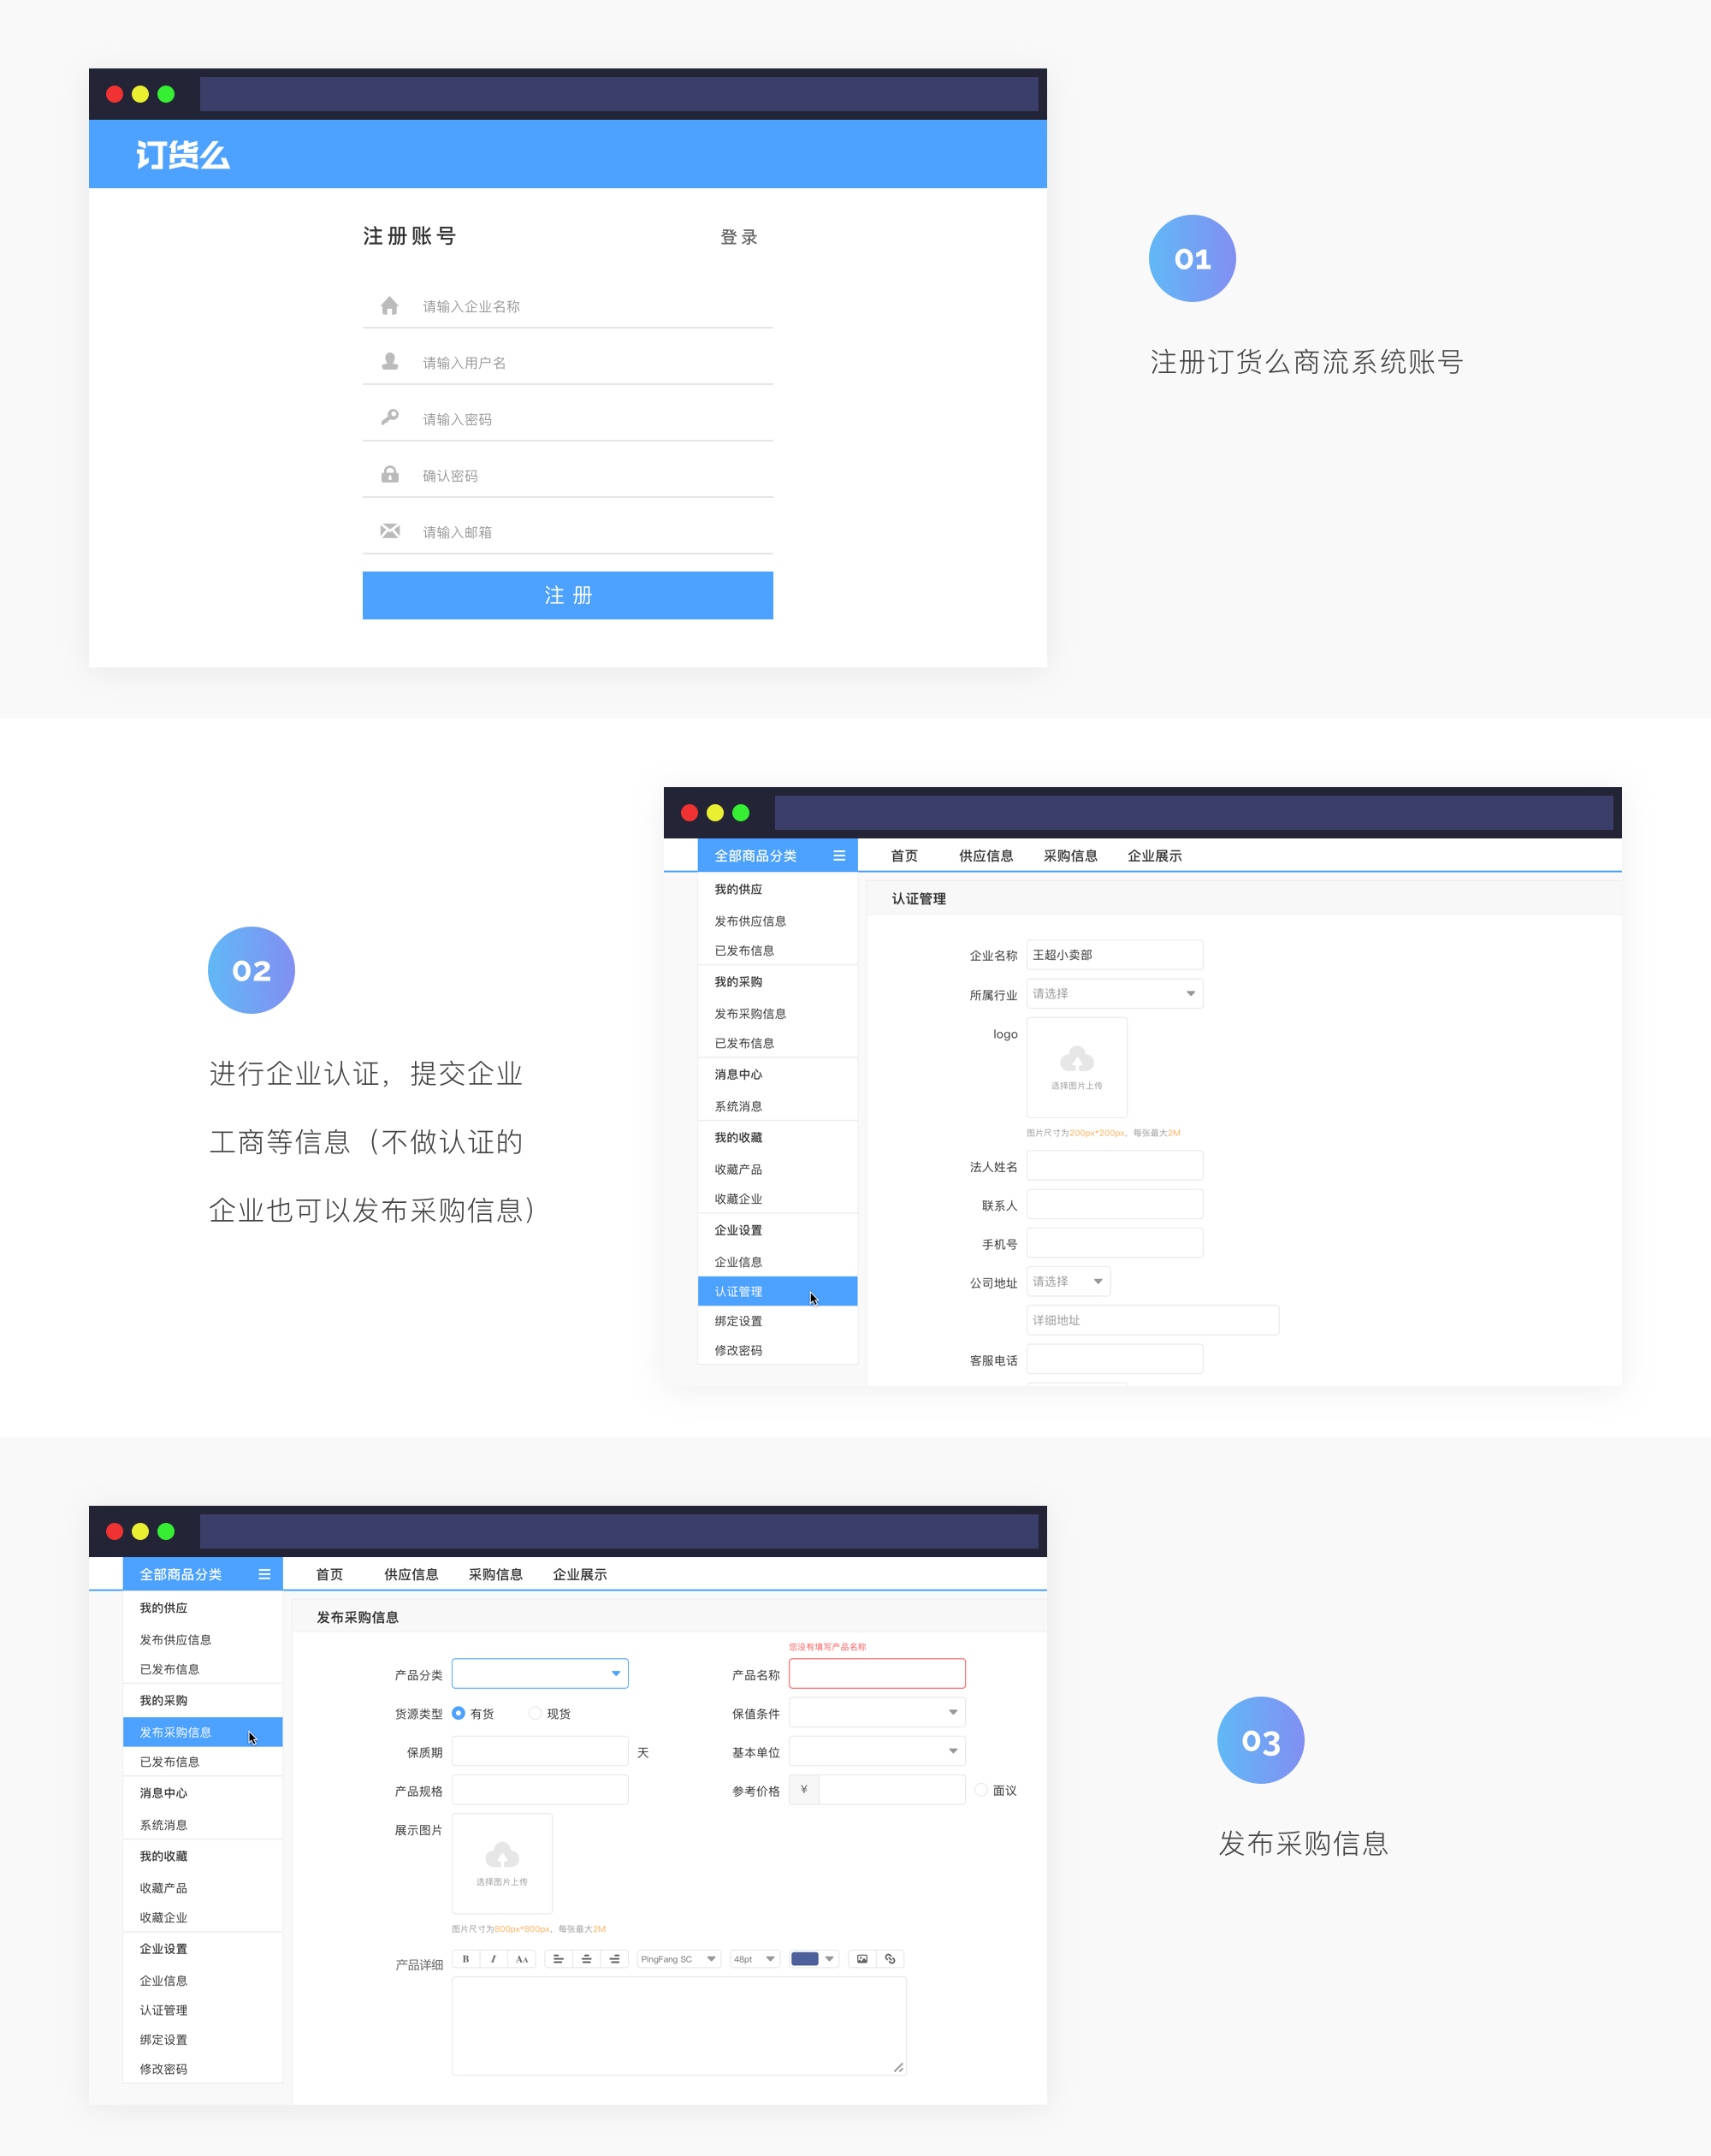 订货么
注册账号 登录
请输入企业名称
请输入用户名
请输入密码
确认密码
请输入邮箱
注册
01
注册订货么商流系统账号
02
进行企业认证，提交企业
工商等信息（不做认证的
企业也可以发布采购信息）
全部商品分类 首页 供应信息 采购信息 企业展示
我的供应
发布供应信息
已发布信息
我的采购
发布采购信息
已发布信息
消息中心
系统消息
我的收藏
收藏产品
收藏企业
企业设置
企业信息
认证管理
绑定设置
修改密码
认证管理
企业名称 王超小卖部
所属行业 请选择
logo
选择图片上传
图片尺寸为200px*200px，每张最大2M
法人姓名
联系人
手机号
公司地址 请选择
详细地址
客服电话
全部商品分类 首页 供应信息 采购信息 企业展示
我的供应
发布供应信息
已发布信息
我的采购
发布采购信息
已发布信息
消息中心
系统消息
我的收藏
收藏产品
收藏企业
企业设置
企业信息
认证管理
绑定设置
修改密码
发布采购信息
您没有填写产品名称
产品分类 产品名称
货源类型 有货 现货 保值条件
保质期 天 基本单位
产品规格 参考价格 ¥ 面议
展示图片
选择图片上传
图片尺寸为800px*800px，每张最大2M
产品详细 B I AA PingFang SC 48pt
03
发布采购信息